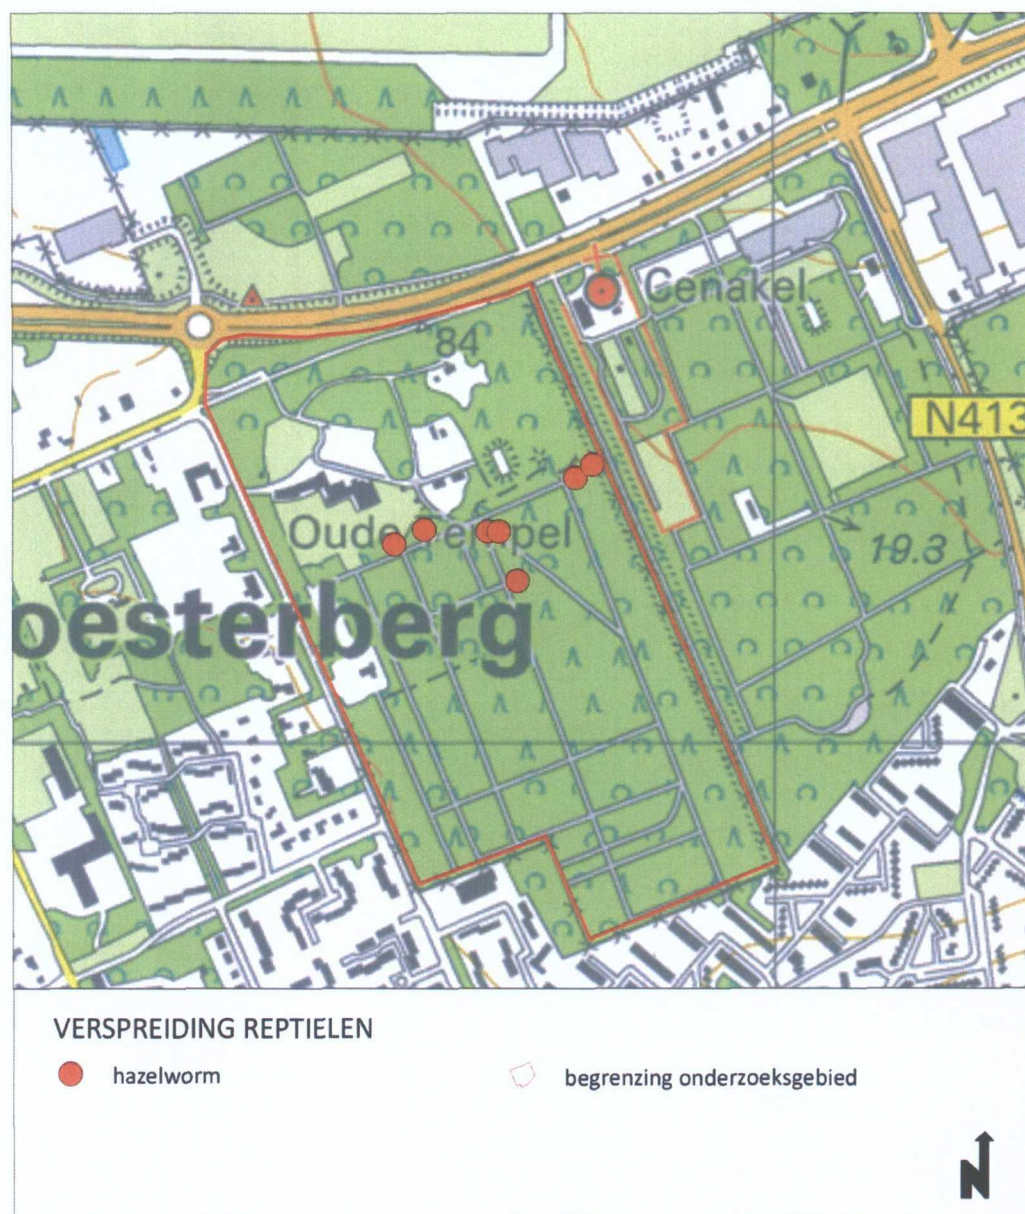 Cenakel
84
N413
Oude Tempel
19.3
oesterberg
VERSPREIDING REPTIELEN
hazelworm
begrenzing onderzoeksgebied
N